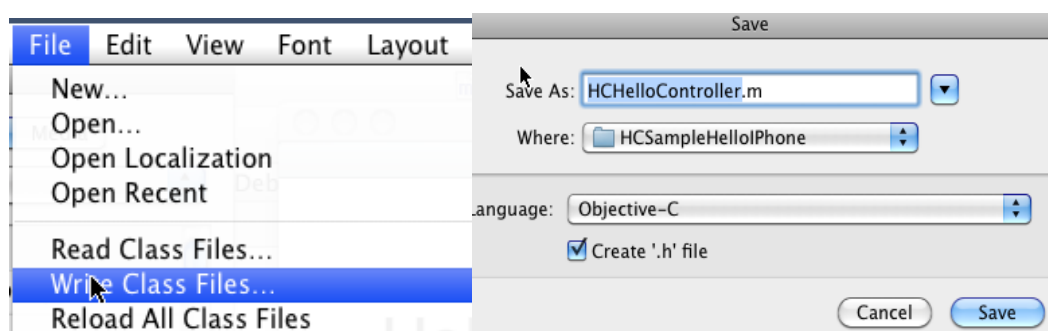 File Edit View Font Layout
New...
Open...
Open Localization
Open Recent
Read Class Files...
Write Class Files...
Reload All Class Files
Save
Save As: HCHelloController.m
Where: HCSampleHelloIPhone
Language: Objective-C
Create '.h' file
Cancel Save